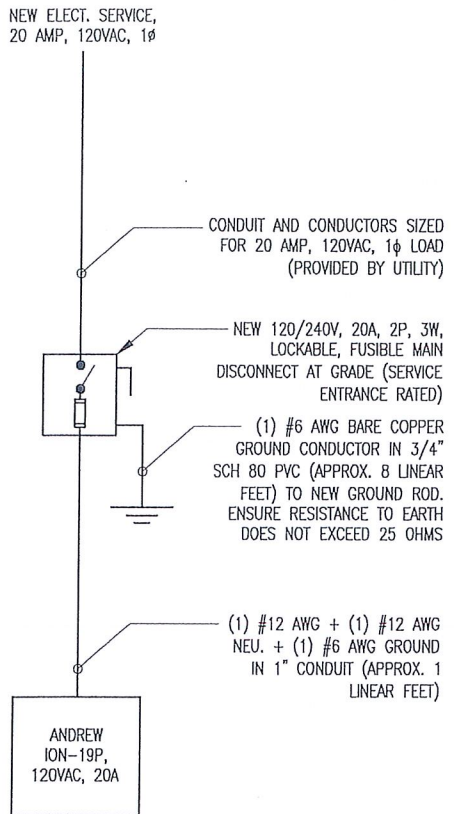 NEW ELECT. SERVICE,
20 AMP, 120VAC, 1ø
CONDUIT AND CONDUCTORS SIZED
FOR 20 AMP, 120VAC, 1ϕ LOAD
(PROVIDED BY UTILITY)
NEW 120/240V, 20A, 2P, 3W,
LOCKABLE, FUSIBLE MAIN
DISCONNECT AT GRADE (SERVICE
ENTRANCE RATED)
(1) #6 AWG BARE COPPER
GROUND CONDUCTOR IN 3/4"
SCH 80 PVC (APPROX. 8 LINEAR
FEET) TO NEW GROUND ROD.
ENSURE RESISTANCE TO EARTH
DOES NOT EXCEED 25 OHMS
(1) #12 AWG + (1) #12 AWG
NEU. + (1) #6 AWG GROUND
IN 1" CONDUIT (APPROX. 1
LINEAR FEET)
ANDREW
ION-19P,
120VAC, 20A